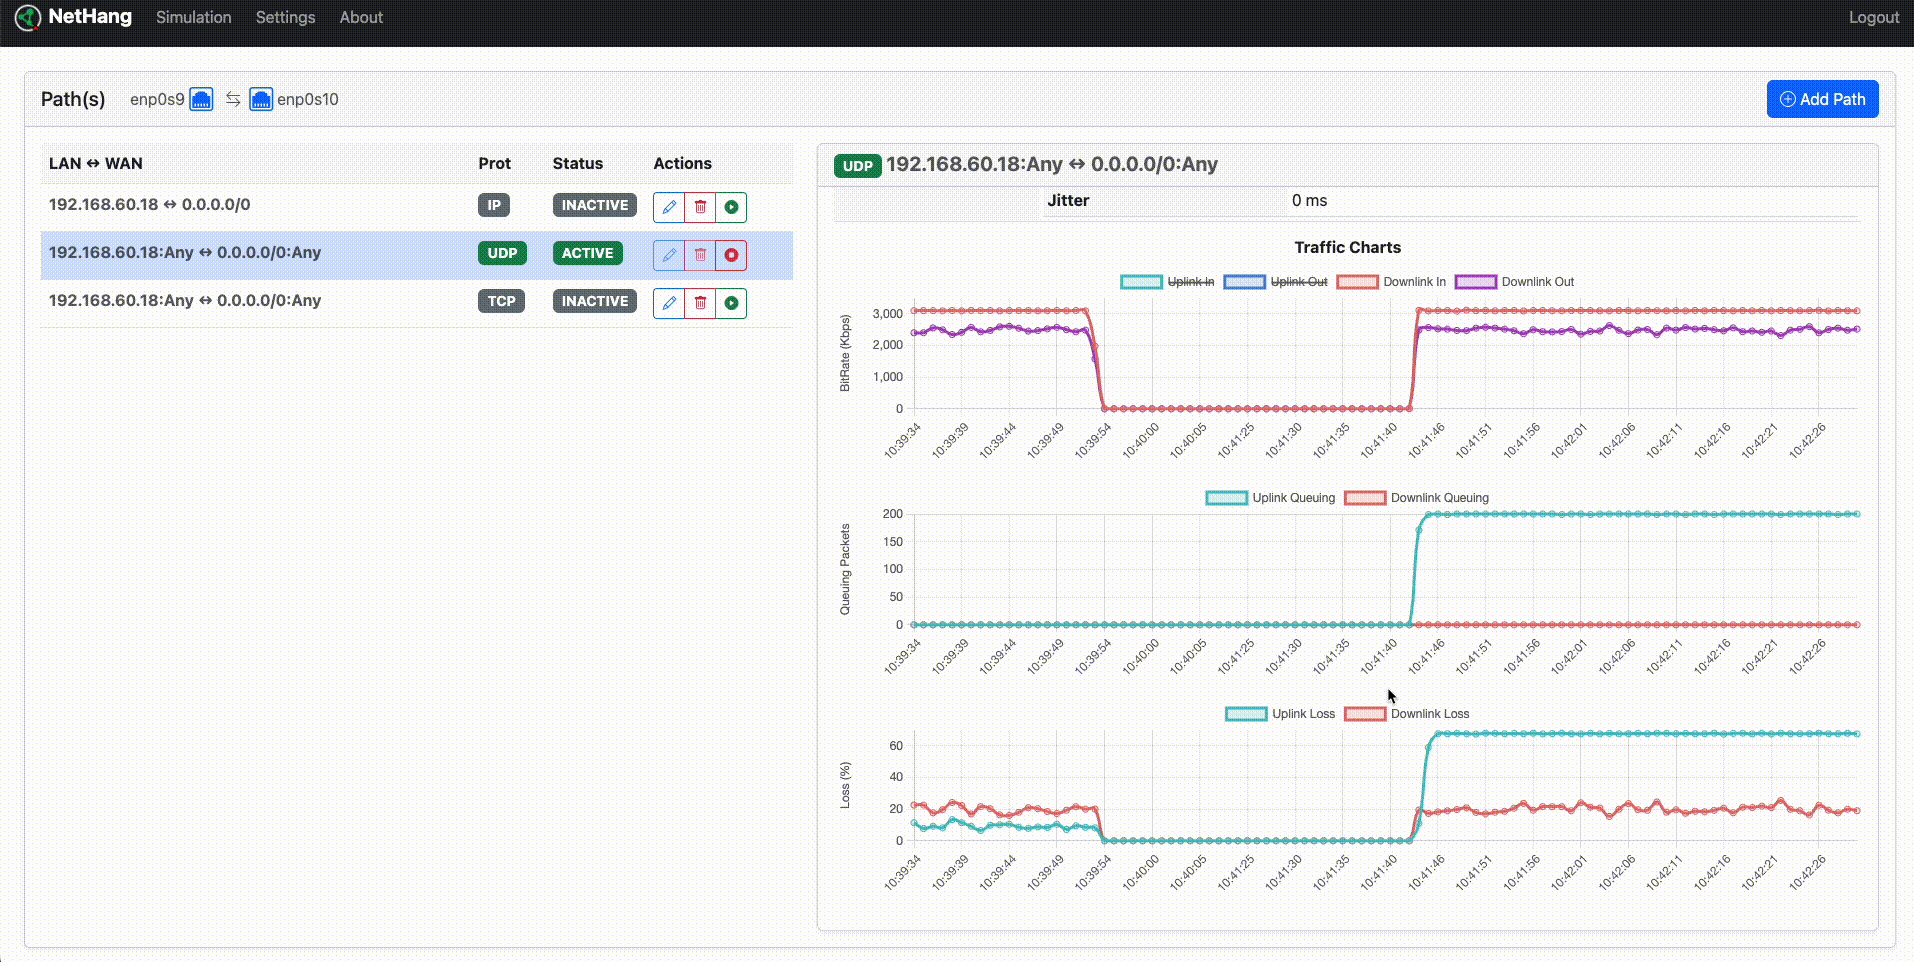 NetHang Simulation Settings About Logout
Path(s) enp0s9 enp0s10 Add Path
LAN ↔ WAN Prot Status Actions
192.168.60.18 ↔ 0.0.0.0/0 IP INACTIVE
192.168.60.18:Any ↔ 0.0.0.0/0:Any UDP ACTIVE
192.168.60.18:Any ↔ 0.0.0.0/0:Any TCP INACTIVE
UDP 192.168.60.18:Any ↔ 0.0.0.0/0:Any
Jitter 0 ms
Traffic Charts
Uplink In Uplink Out Downlink In Downlink Out
BitRate (Kbps)
3,000
2,000
1,000
0
10:39:34 10:39:39 10:39:44 10:39:49 10:39:54 10:40:00 10:40:05 10:41:25 10:41:30 10:41:35 10:41:40 10:41:46 10:41:51 10:41:56 10:42:01 10:42:06 10:42:11 10:42:16 10:42:21 10:42:26
Uplink Queuing Downlink Queuing
Queuing Packets
200
150
100
50
0
10:39:34 10:39:39 10:39:44 10:39:49 10:39:54 10:40:00 10:40:05 10:41:25 10:41:30 10:41:35 10:41:40 10:41:46 10:41:51 10:41:56 10:42:01 10:42:06 10:42:11 10:42:16 10:42:21 10:42:26
Uplink Loss Downlink Loss
Loss (%)
60
40
20
0
10:39:34 10:39:39 10:39:44 10:39:49 10:39:54 10:40:00 10:40:05 10:41:25 10:41:30 10:41:35 10:41:40 10:41:46 10:41:51 10:41:56 10:42:01 10:42:06 10:42:11 10:42:16 10:42:21 10:42:26